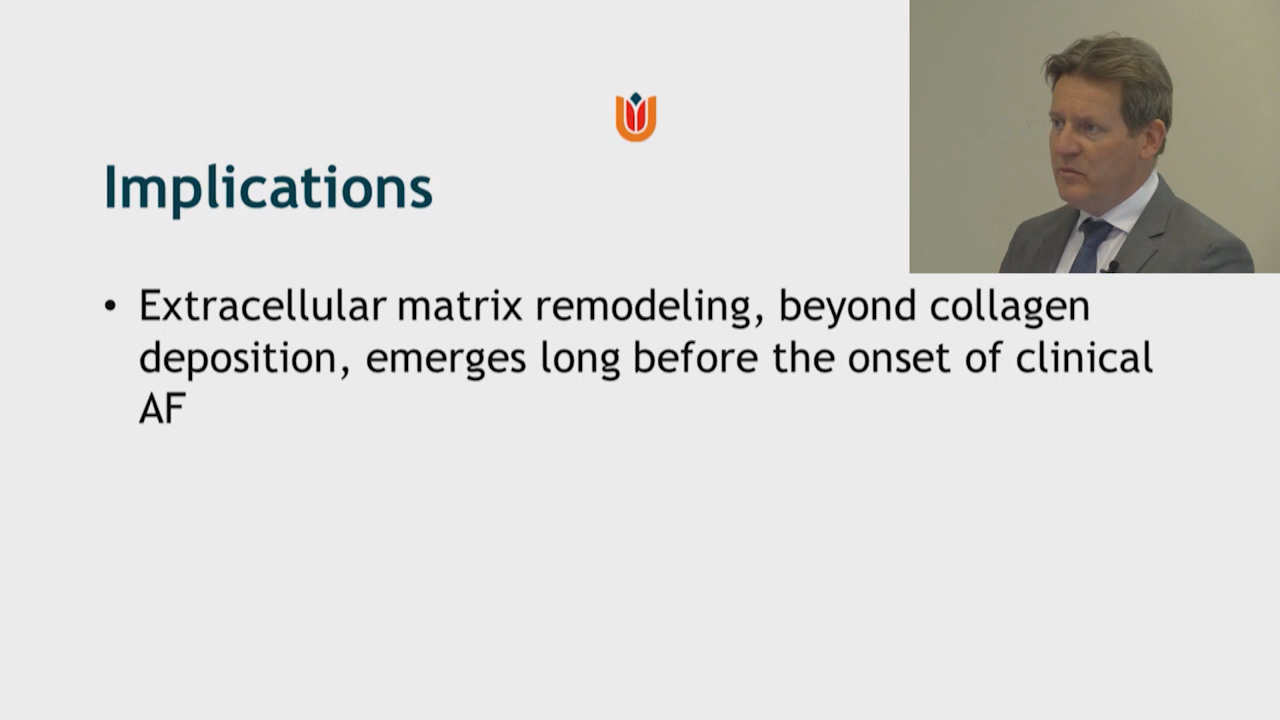 Implications
• Extracellular matrix remodeling, beyond collagen
deposition, emerges long before the onset of clinical
AF